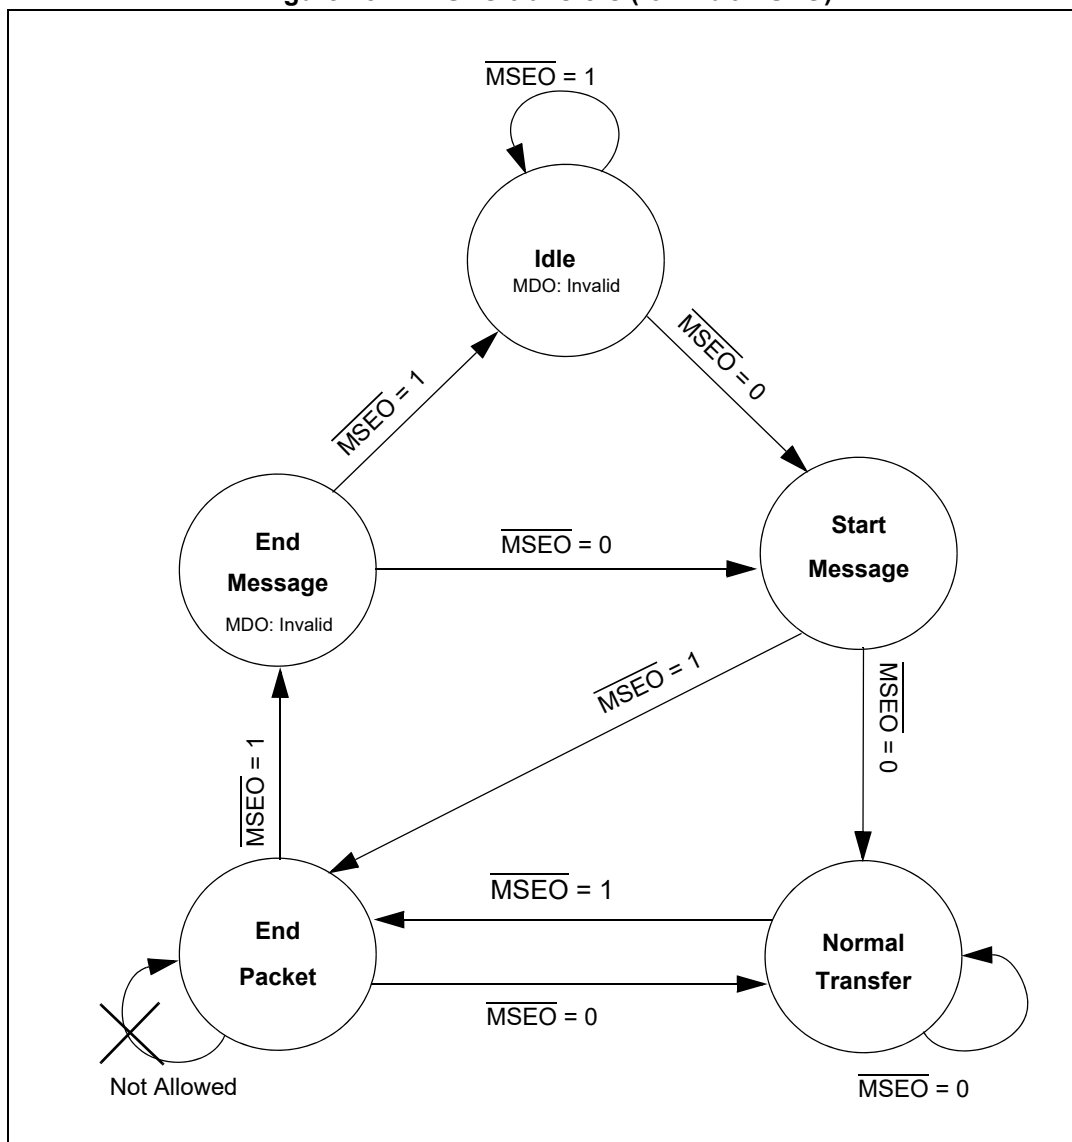 MSEO = 1
Idle
MDO: Invalid
MSEO = 0
MSEO = 1
End
Message
MDO: Invalid
MSEO = 0
Start
Message
MSEO = 1
MSEO = 0
MSEO = 1
End
Packet
MSEO = 1
Normal
Transfer
MSEO = 0
Not Allowed
MSEO = 0